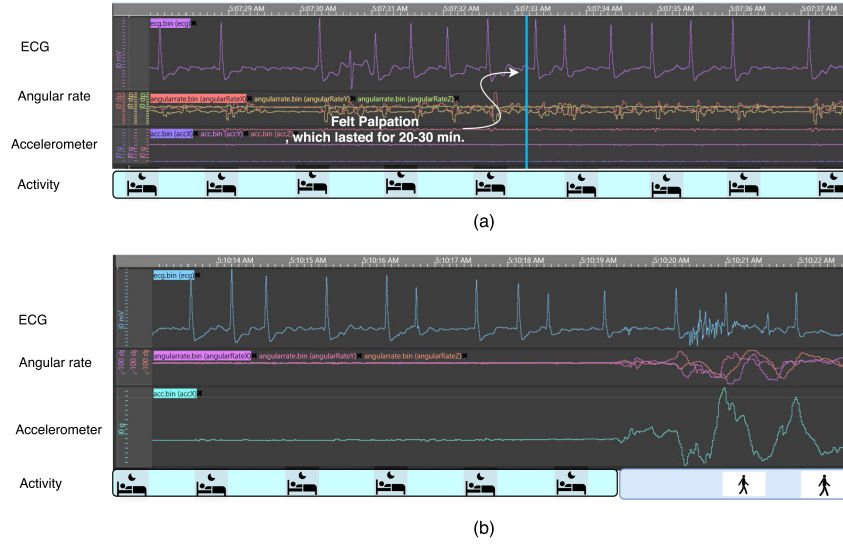 5:07:29 AM 5:07:30 AM 5:07:31 AM 5:07:32 AM 5:07:33 AM 5:07:34 AM 5:07:35 AM 5:07:36 AM 5:07:37 AM
ecg.bin (ecg)
ECG
Angular rate
angularrate.bin (angularRateX) angularrate.bin (angularRateY) angularrate.bin (angularRateZ)
Felt Palpation
, which lasted for 20-30 min.
Accelerometer
acc.bin (accX) acc.bin (accY) acc.bin (accZ)
Activity
(a)
5:10:14 AM 5:10:15 AM 5:10:16 AM 5:10:17 AM 5:10:18 AM 5:10:19 AM 5:10:20 AM 5:10:21 AM 5:10:22 AM
ecg.bin (ecg)
ECG
Angular rate
angularrate.bin (angularRateX) angularrate.bin (angularRateY) angularrate.bin (angularRateZ)
acc.bin (accX)
Accelerometer
Activity
(b)